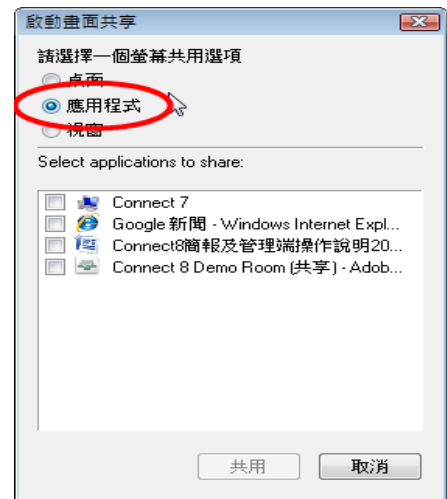 啟動畫面共享
請選擇一個螢幕共用選項
桌面
應用程式
視窗
Select applications to share:
Connect 7
Google 新聞 - Windows Internet Expl...
Connect8簡報及管理端操作說明20...
Connect 8 Demo Room (共享) - Adob...
共用
取消